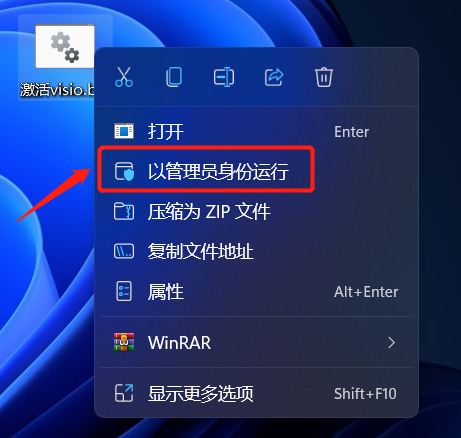 激活visio.b
打开 Enter
以管理员身份运行
压缩为 ZIP 文件
复制文件地址
属性 Alt+Enter
WinRAR
显示更多选项 Shift+F10